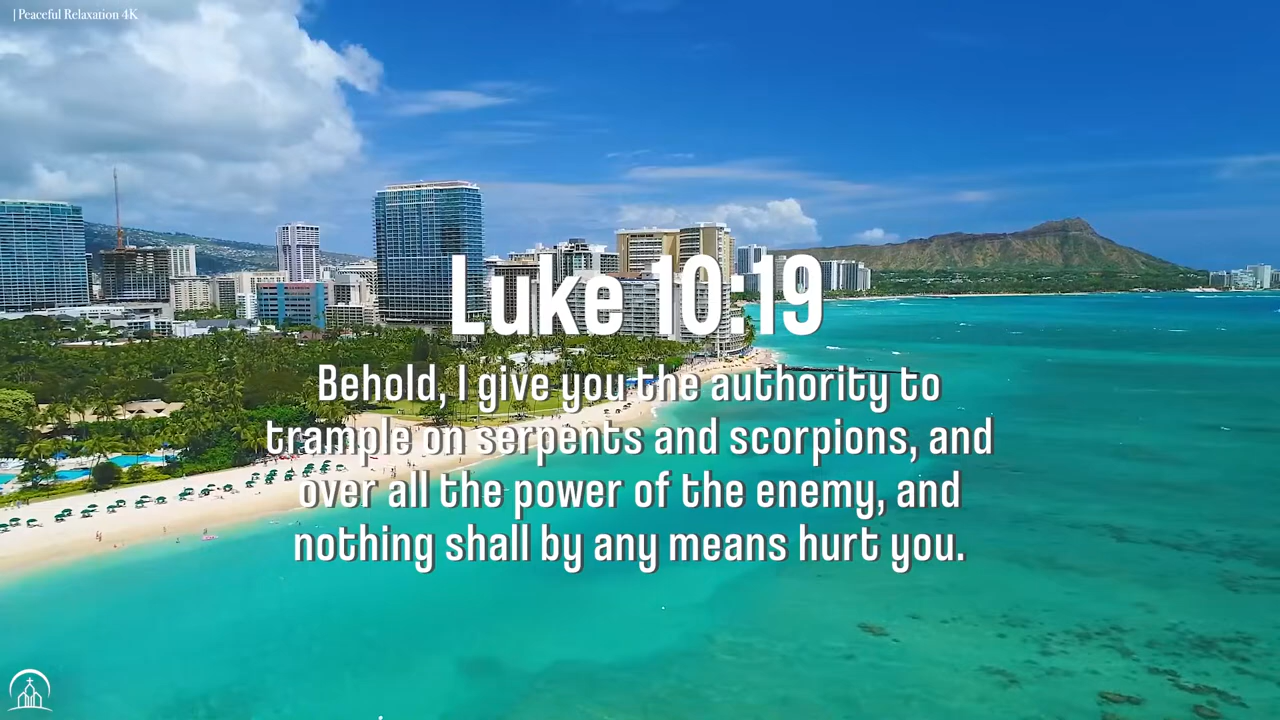 | Peaceful Relaxation 4K
Luke 10:19
Behold, I give you the authority to
trample on serpents and scorpions, and
over all the power of the enemy, and
nothing shall by any means hurt you.